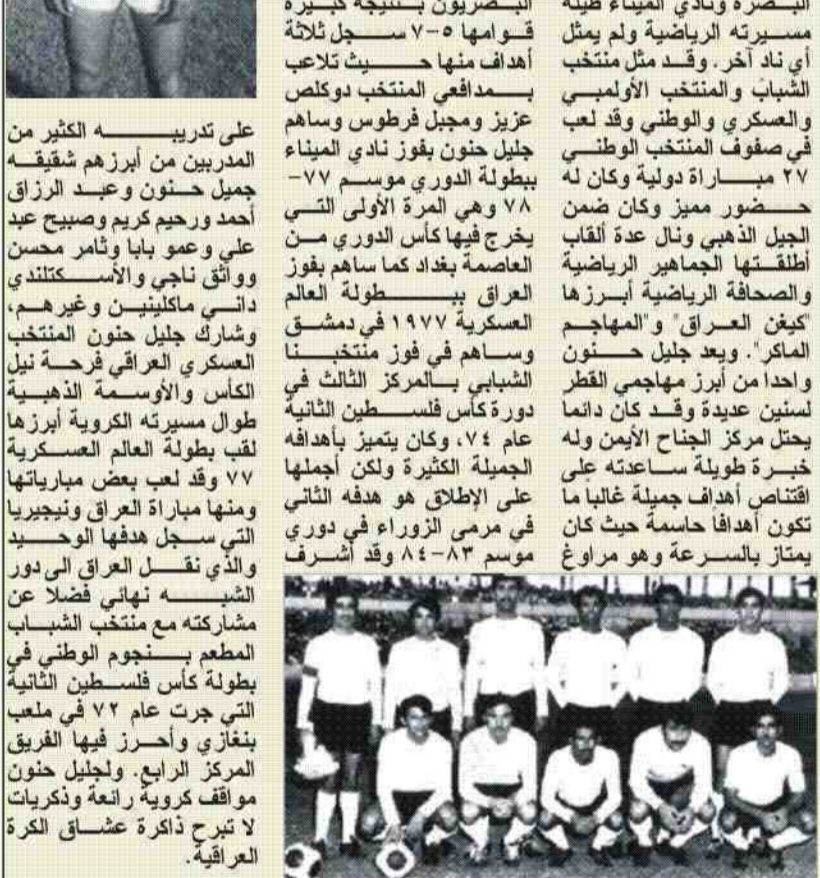 البصرة ونادي الميناء طيلة
مسيرته الرياضية ولم يمثل
أي ناد آخر. وقد مثل منتخب
الشباب والمنتخب الأولمبي
والعسكري والوطني وقد لعب
في صفوف المنتخب الوطني
٢٧ مباراة دولية وكان له
حضور مميز وكان ضمن
الجيل الذهبي ونال عدة ألقاب
أطلقتها الجماهير الرياضية
والصحافة الرياضية أبرزها
"كيغن العراق" و"المهاجم
الماكر". ويعد جليل حنون
واحدا من أبرز مهاجمي القطر
لسنين عديدة وقد كان دائما
يحتل مركز الجناح الأيمن وله
خبرة طويلة ساعدته على
اقتناص أهداف جميلة غالبا ما
تكون أهدافا حاسمة حيث كان
يمتاز بالسرعة وهو مراوغ
البصريون بنتيجة كبيرة
قوامها ٥-٧ سجل ثلاثة
أهداف منها حيث تلاعب
بمدافعي المنتخب دوكلص
عزيز ومجبل فرطوس وساهم
جليل حنون بفوز نادي الميناء
ببطولة الدوري موسم ٧٧-
٧٨ وهي المرة الأولى التي
يخرج فيها كأس الدوري من
العاصمة بغداد كما ساهم بفوز
العراق ببطولة العالم
العسكرية ١٩٧٧ في دمشق
وساهم في فوز منتخبنا
الشبابي بالمركز الثالث في
دورة كأس فلسطين الثانية
عام ٧٤، وكان يتميز بأهدافه
الجميلة الكثيرة ولكن أجملها
على الإطلاق هو هدفه الثاني
في مرمى الزوراء في دوري
موسم ٨٣-٨٤ وقد أشرف
على تدريبه الكثير من
المدربين من أبرزهم شقيقه
جميل حنون وعبد الرزاق
أحمد ورحيم كريم وصبيح عبد
علي وعمو بابا وثامر محسن
وواثق ناجي والأسكتلندي
داني ماكلينين وغيرهم،
وشارك جليل حنون المنتخب
العسكري العراقي فرحة نيل
الكأس والأوسمة الذهبية
طوال مسيرته الكروية أبرزها
لقب بطولة العالم العسكرية
٧٧ وقد لعب بعض مبارياتها
ومنها مباراة العراق ونيجيريا
التي سجل هدفها الوحيد
والذي نقل العراق الى دور
الشبه نهائي فضلا عن
مشاركته مع منتخب الشباب
المطعم بنجوم الوطني في
بطولة كأس فلسطين الثانية
التي جرت عام ٧٢ في ملعب
بنغازي وأحرز فيها الفريق
المركز الرابع. ولجليل حنون
مواقف كروية رائعة وذكريات
لا تبرح ذاكرة عشاق الكرة
العراقية.